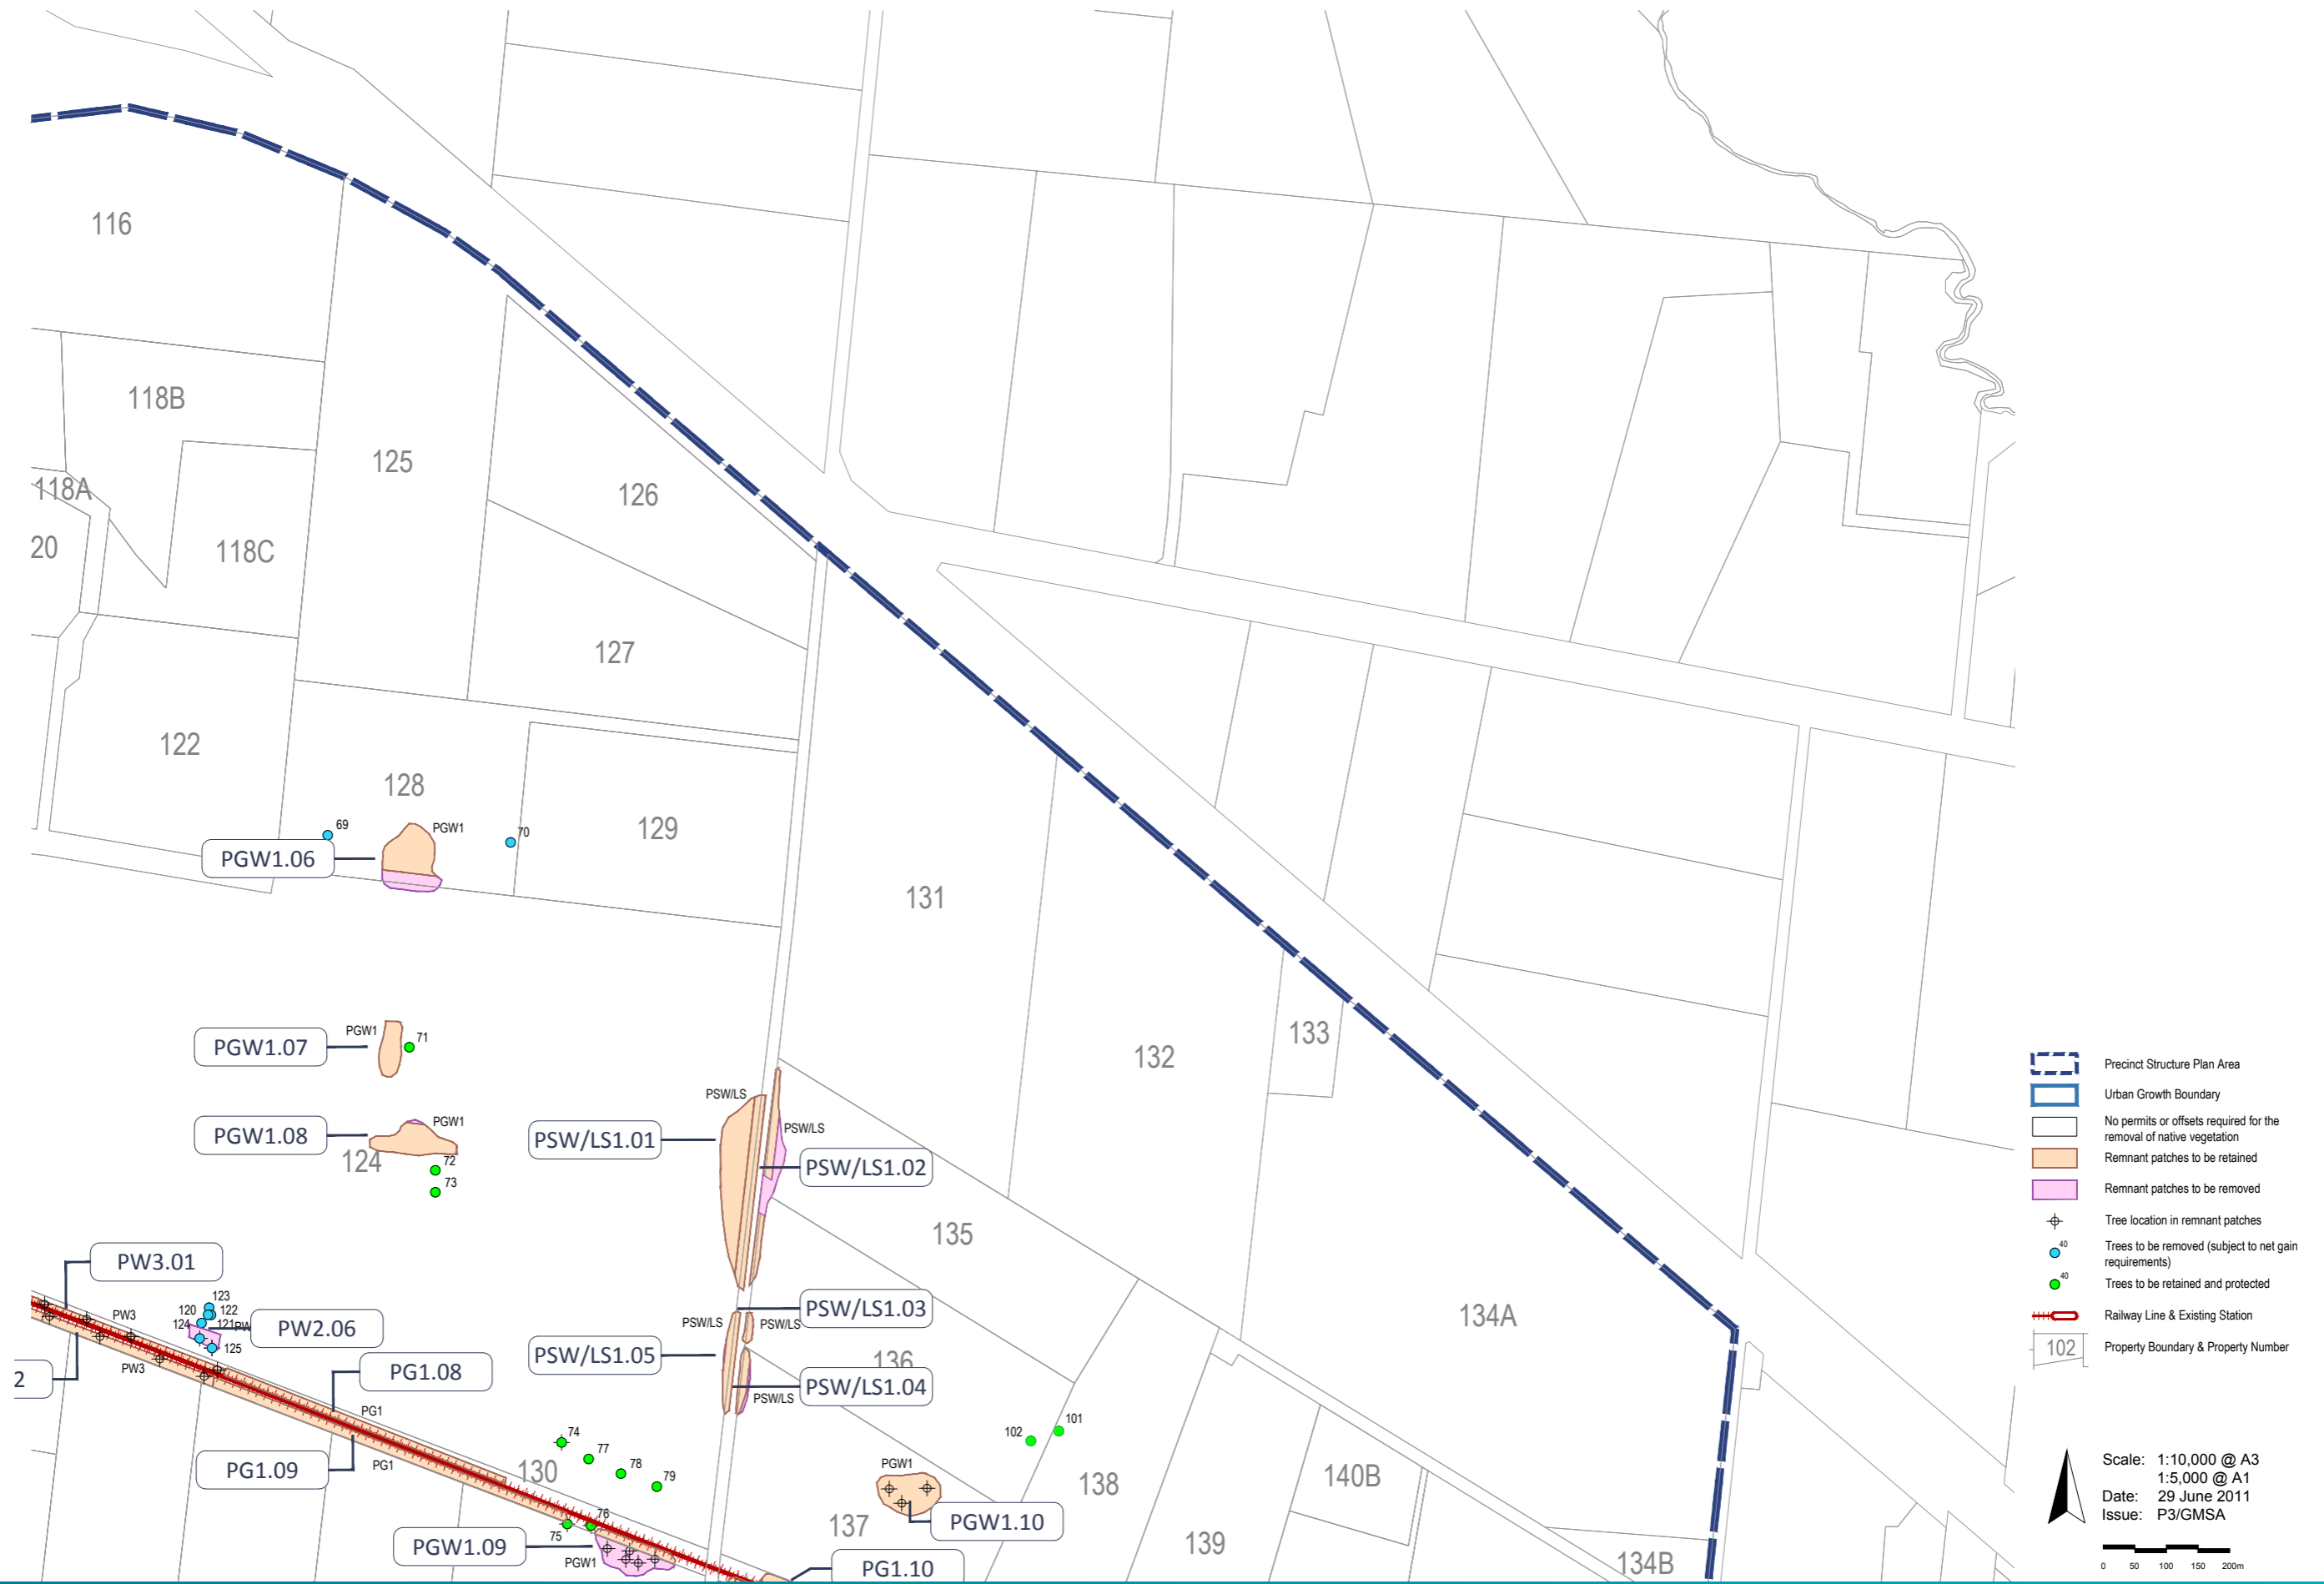 116
118B
125
118A
126
20
118C
127
122
128
69
PGW1
70
129
PGW1.06
131
PGW1
71
PGW1.07
133
132
PSW/LS
PGW1
PSW/LS
PGW1.08
PSW/LS1.01
124
72
PSW/LS1.02
73
135
PW3.01
123
120
122
PW3
124
121
PW
PW2.06
125
PW3
2
PSW/LS1.03
PSW/LS
PSW/LS
134A
PSW/LS1.05
136
PG1.08
PSW/LS1.04
PSW/LS
PG1
101
102
74
77
PG1
PG1.09
130
78
79
PGW1
138
140B
76
137
PGW1.10
75
PGW1.09
PGW1
139
134B
PG1.10
Precinct Structure Plan Area
Urban Growth Boundary
No permits or offsets required for the
removal of native vegetation
Remnant patches to be retained
Remnant patches to be removed
Tree location in remnant patches
40
Trees to be removed (subject to net gain
requirements)
40
Trees to be retained and protected
Railway Line & Existing Station
102
Property Boundary & Property Number
Scale: 1:10,000 @ A3
1:5,000 @ A1
Date: 29 June 2011
Issue: P3/GMSA
0 50 100 150 200m